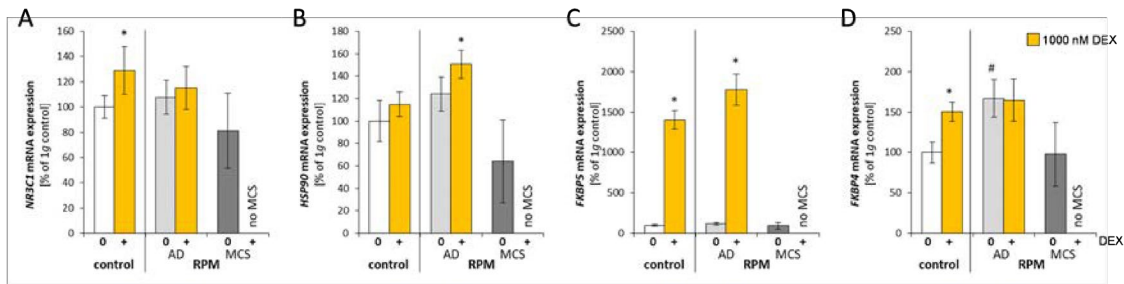 A
NR3C1 mRNA expression
[% of 1g control]
160
140
120
100
80
60
40
20
0
*
no MCS
0 + 0 + 0 +
AD MCS
control RPM
B
HSP90 mRNA expression
[% of 1g control]
180
160
140
120
100
80
60
40
20
0
*
no MCS
0 + 0 + 0 +
AD MCS
control RPM
C
FKBP5 mRNA expression
[% of 1g control]
2500
2000
1500
1000
500
0
*
*
no MCS
0 + 0 + 0 +
AD MCS
control RPM
D
1000 nM DEX
FKBP4 mRNA expression
[% of 1g control]
250
200
150
100
50
0
*
#
no MCS
0 + 0 + 0 + DEX
AD MCS
control RPM